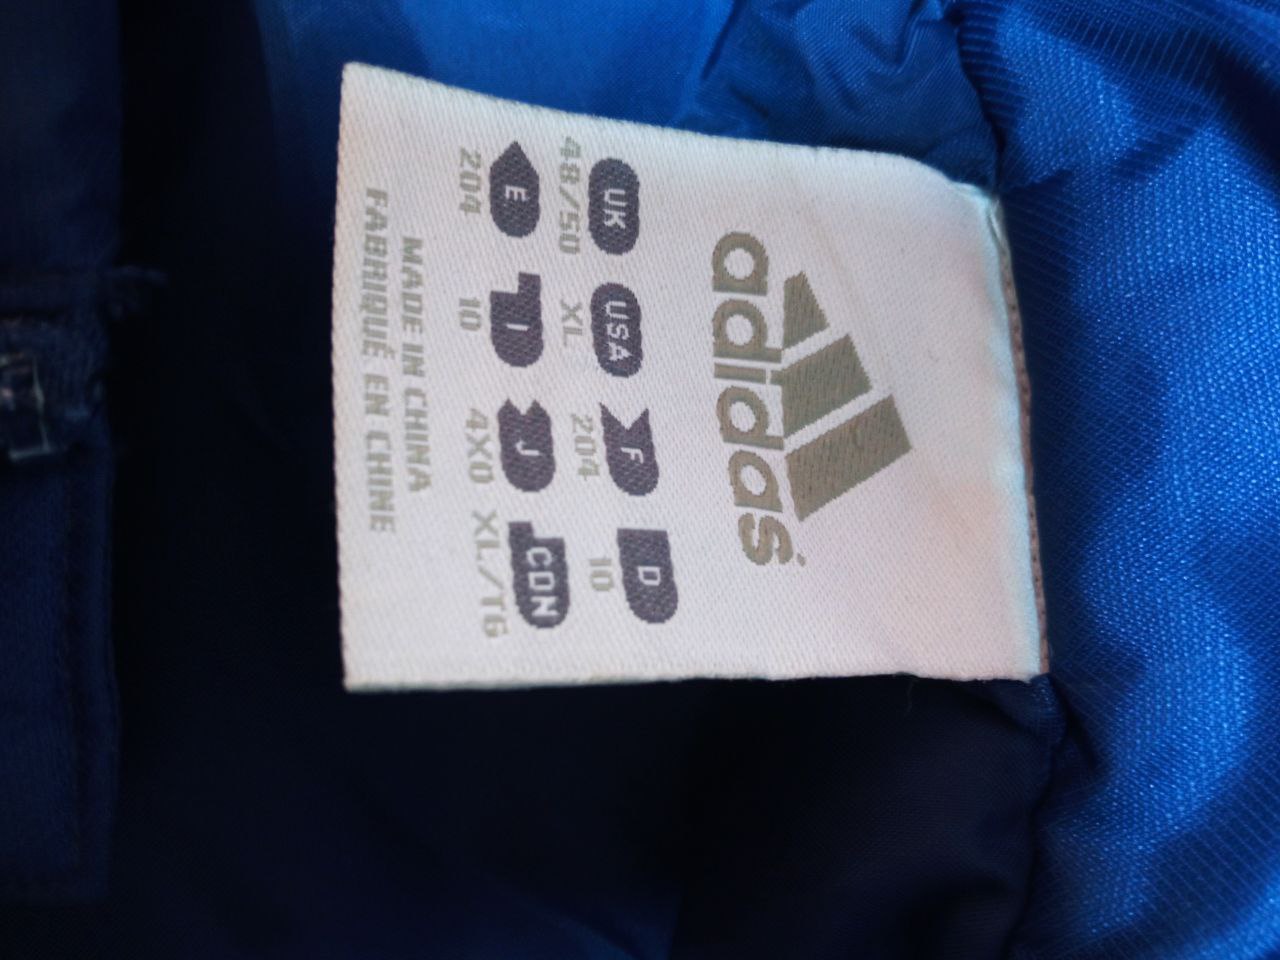 adidas
UK USA F D
48/50 XL 204 10
E I J CDN
204 10 4XO XL/TG
MADE IN CHINA
FABRIQUÉ EN CHINE